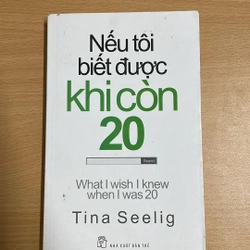 Nếu tôi
biết được
khi còn
20
What I wish I knew
when I was 20
Tina Seelig
NHÀ XUẤT BẢN TRẺ